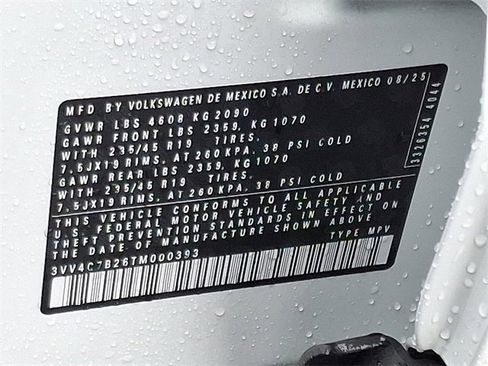 MFD BY VOLKSWAGEN DE MEXICO S.A. DE C.V. MEXICO 08/25
GVWR LBS 4608 KG 2090
GAWR FRONT LBS 2359, KG 1070
WITH 235/45 R19 TIRES.
7.5JX19 RIMS, AT 260 KPA, 38 PSI COLD
GAWR REAR LBS 2359, KG 1070
WITH 235/45 R19 TIRES.
7.5JX19 RIMS, AT 260 KPA, 38 PSI COLD
THIS VEHICLE CONFORMS TO ALL APPLICABLE
U.S. FEDERAL MOTOR VEHICLE SAFETY AND
BUMPER STANDARDS IN EFFECT ON
THE DATE OF MANUFACTURE SHOWN ABOVE
3VV4C7B26TM000393 TYPE MPV
13326354 4044